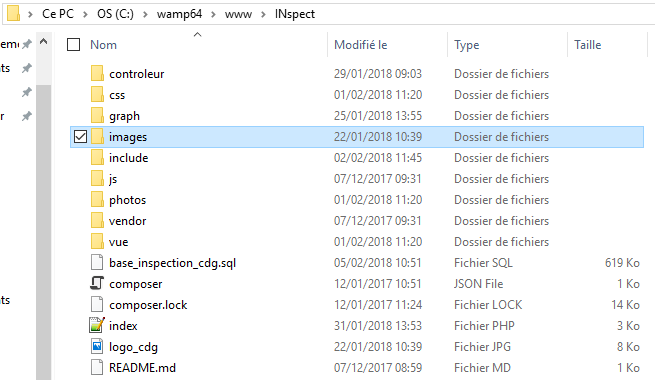 Ce PC > OS (C:) > wamp64 > www > INspect
Nom Modifié le Type Taille
controleur 29/01/2018 09:03 Dossier de fichiers
css 01/02/2018 11:20 Dossier de fichiers
graph 25/01/2018 13:55 Dossier de fichiers
images 22/01/2018 10:39 Dossier de fichiers
include 02/02/2018 11:45 Dossier de fichiers
js 07/12/2017 09:31 Dossier de fichiers
photos 01/02/2018 11:20 Dossier de fichiers
vendor 07/12/2017 09:31 Dossier de fichiers
vue 01/02/2018 11:20 Dossier de fichiers
base_inspection_cdg.sql 05/02/2018 10:51 Fichier SQL 619 Ko
composer 12/01/2017 10:51 JSON File 1 Ko
composer.lock 12/01/2017 11:24 Fichier LOCK 14 Ko
index 31/01/2018 13:53 Fichier PHP 3 Ko
logo_cdg 22/01/2018 10:39 Fichier JPG 8 Ko
README.md 07/12/2017 08:59 Fichier MD 1 Ko